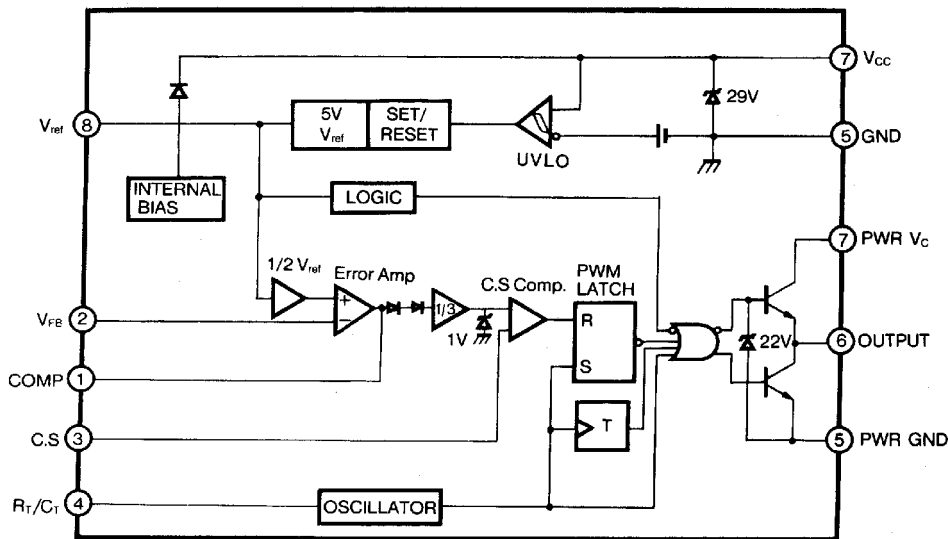 7 Vcc
29V
Vref 8
5V Vref
SET/ RESET
UVLO
5 GND
INTERNAL BIAS
LOGIC
7 PWR Vc
1/2 Vref
Error Amp
C.S Comp.
PWM LATCH
+
−
1/3
1V
R
S
22V
VFB 2
6 OUTPUT
COMP 1
T
C.S 3
5 PWR GND
RT/CT 4
OSCILLATOR